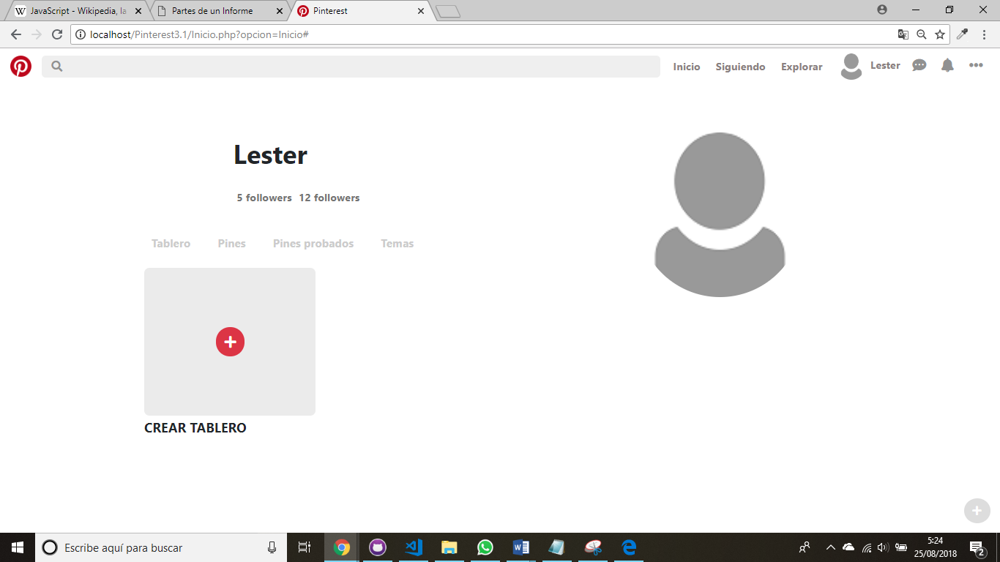 JavaScript - Wikipedia, la
Partes de un Informe
Pinterest
localhost/Pinterest3.1/Inicio.php?opcion=Inicio#
Inicio Siguiendo Explorar Lester
Lester
5 followers 12 followers
Tablero Pines Pines probados Temas
CREAR TABLERO
Escribe aquí para buscar
5:24
25/08/2018
2